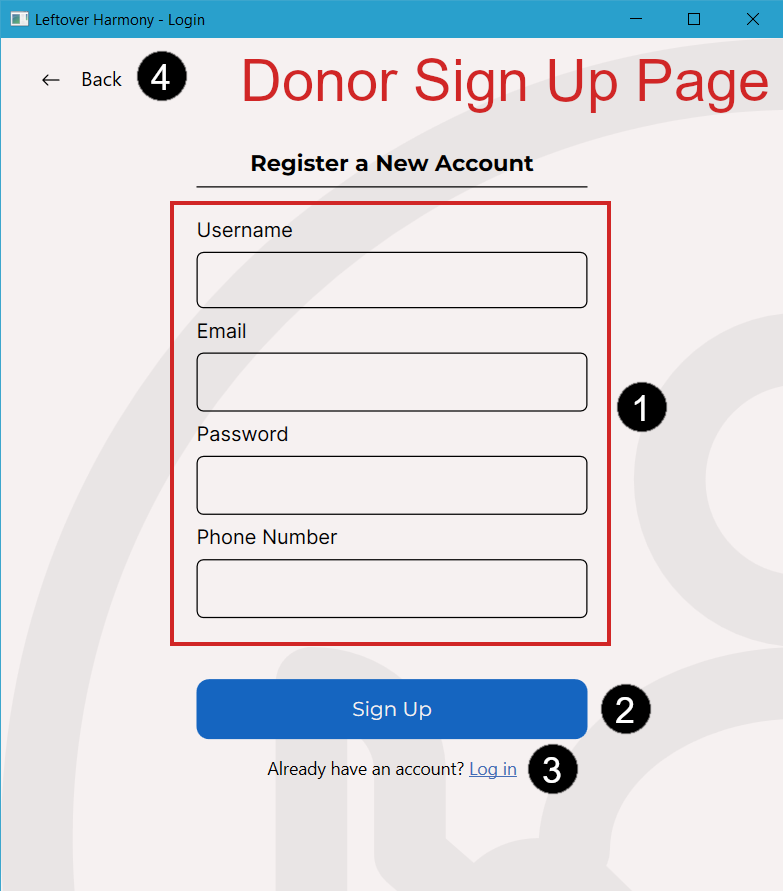 Leftover Harmony - Login
← Back 4 Donor Sign Up Page
Register a New Account
Username
Email
1
Password
Phone Number
Sign Up 2
Already have an account? Log in 3